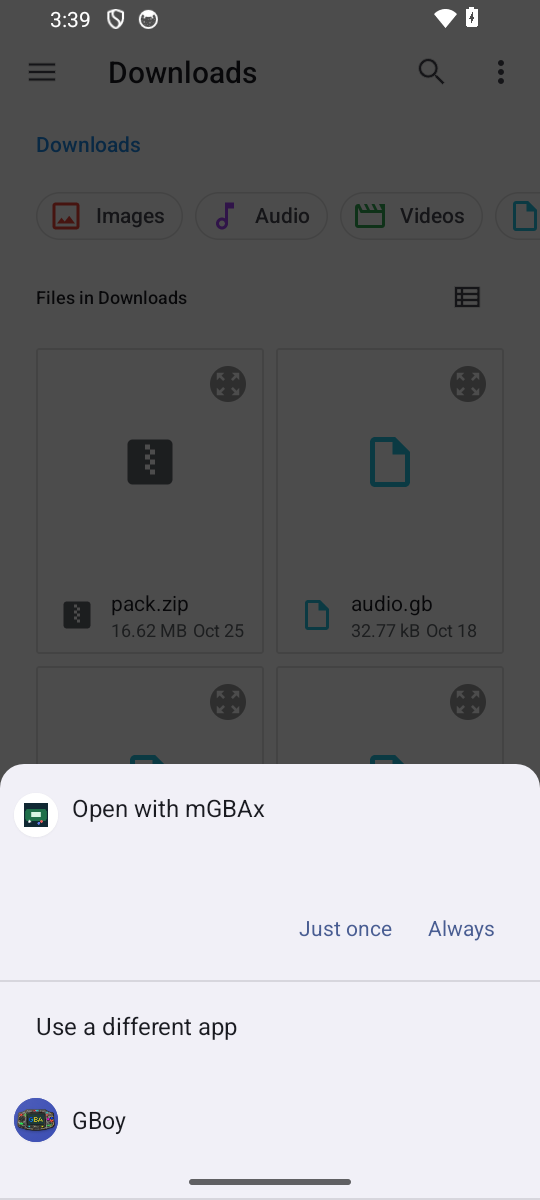 3:39
Downloads
Downloads
Images
Audio
Videos
Files in Downloads
pack.zip
16.62 MB Oct 25
audio.gb
32.77 kB Oct 18
Open with mGBAx
Just once
Always
Use a different app
GBoy